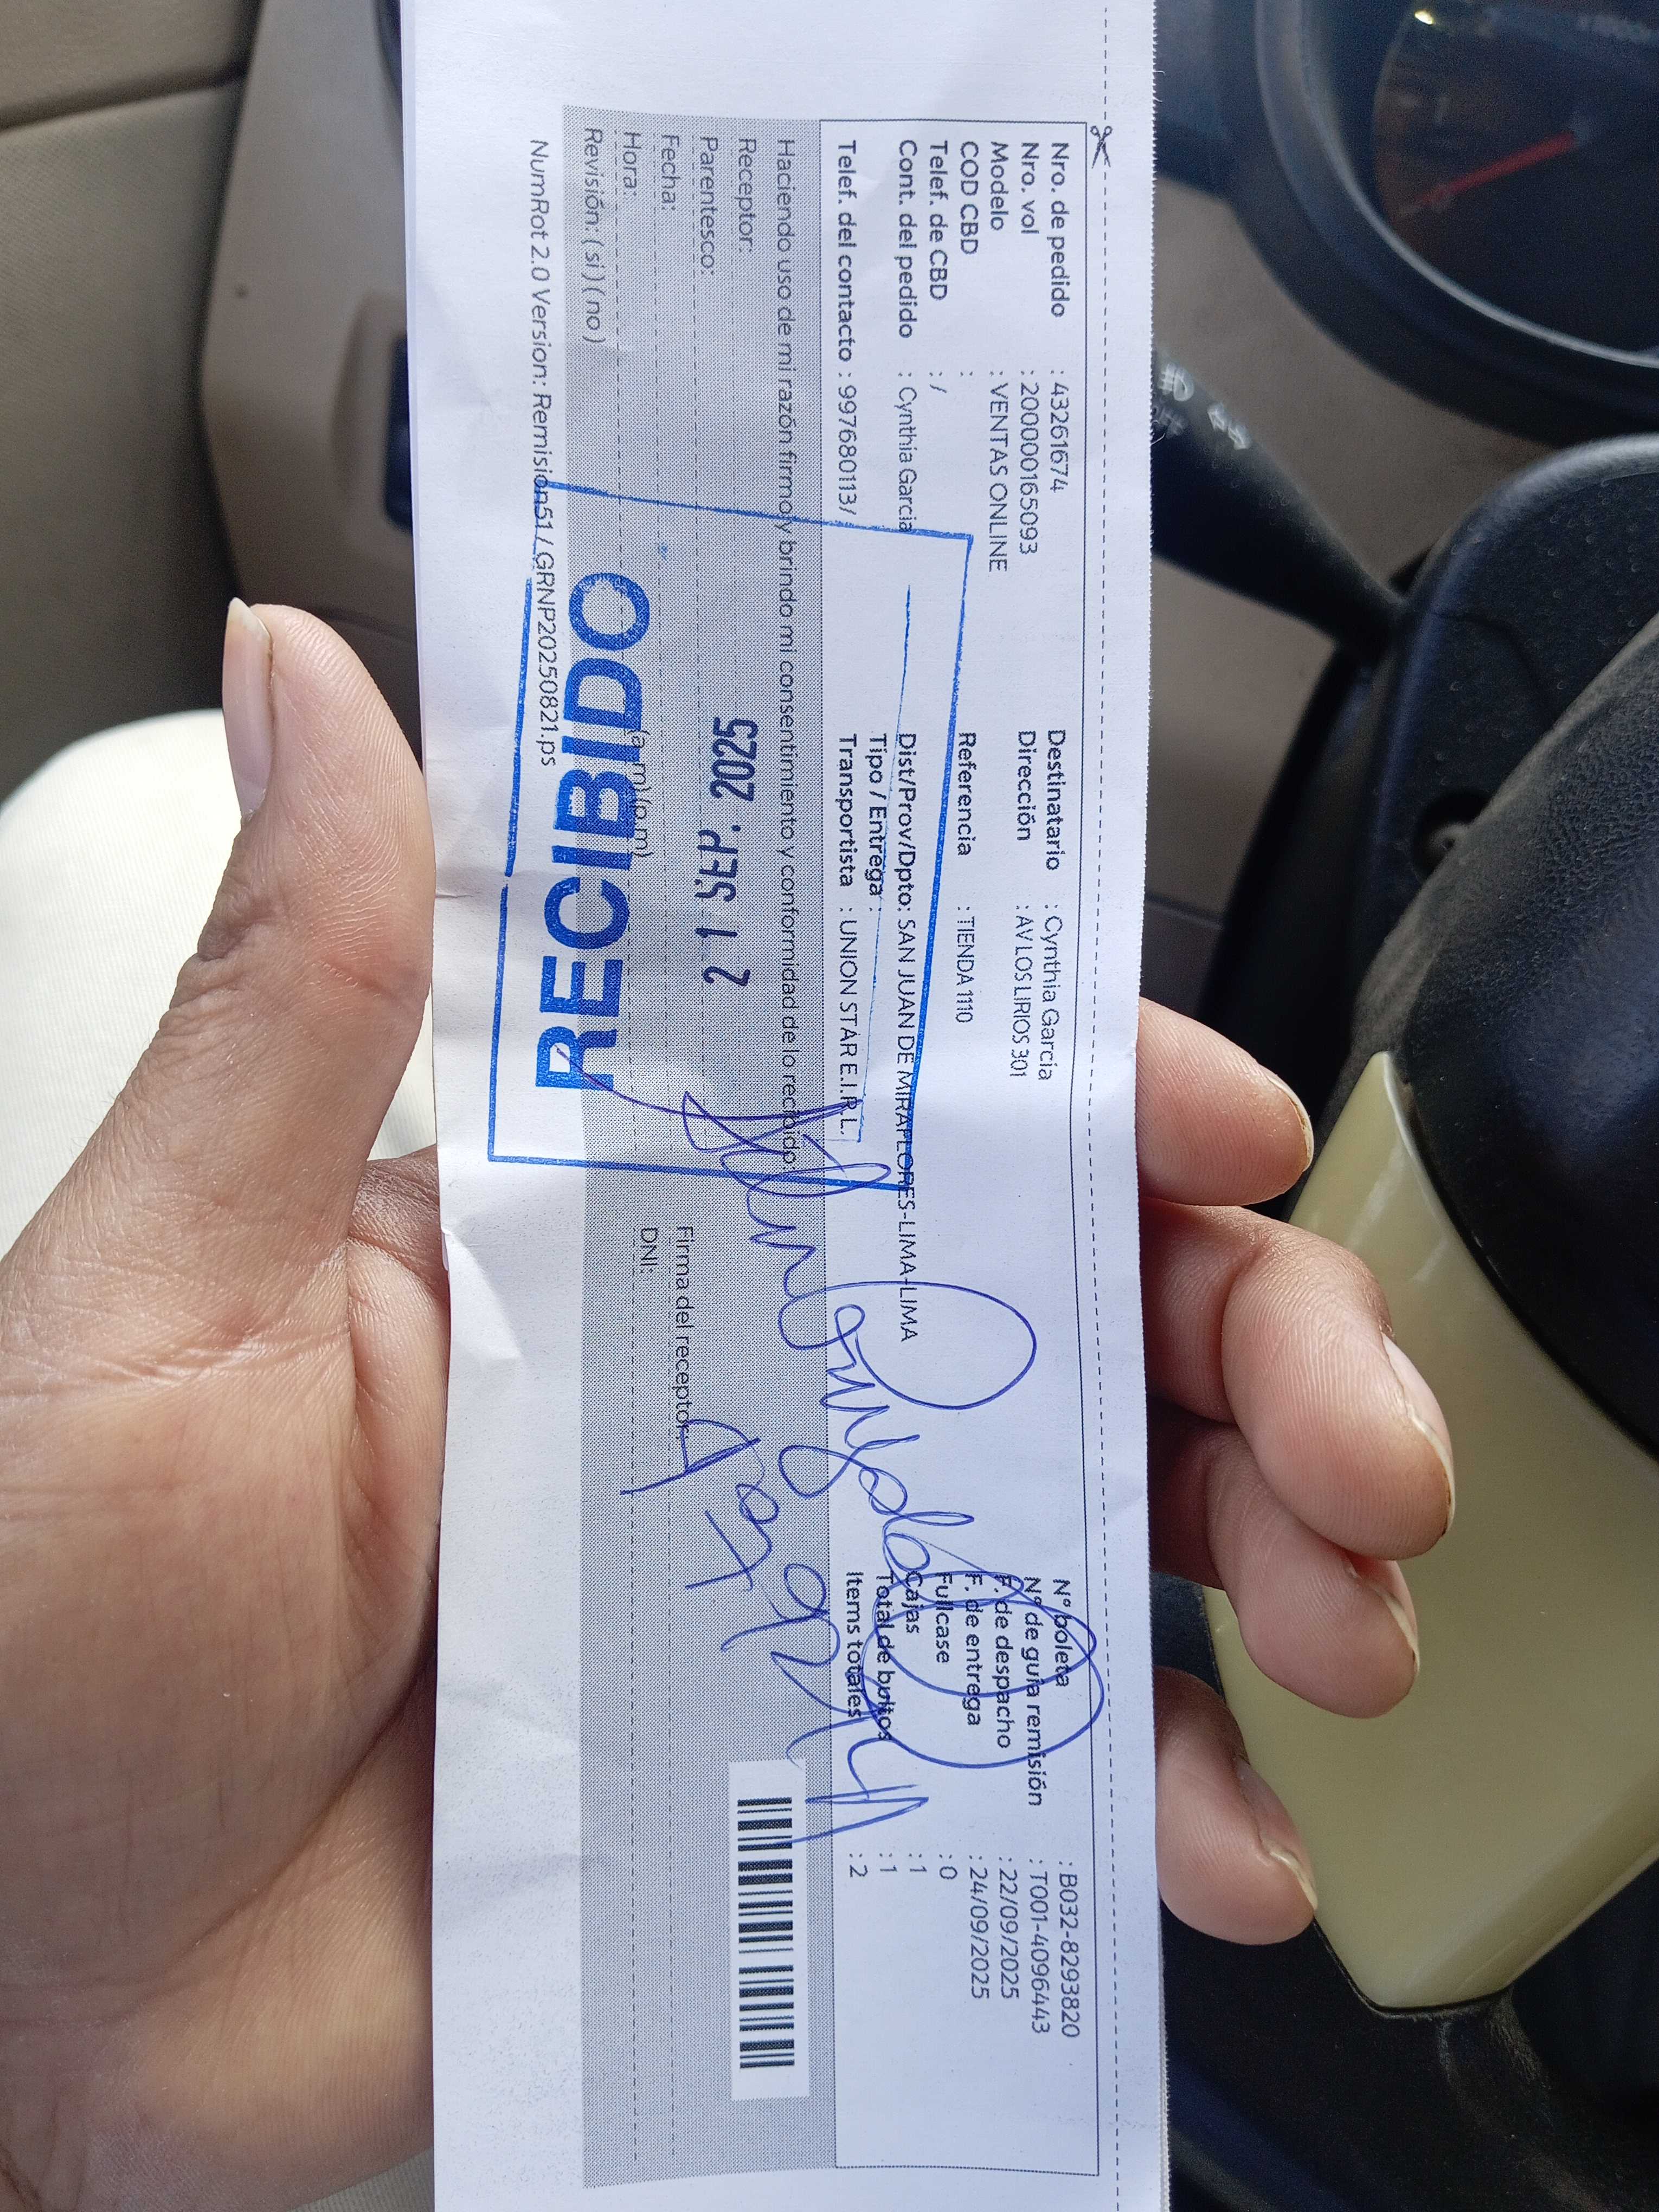 Nro. de pedido : 43261674
Nro. vol : 200000165093
Modelo : VENTAS ONLINE
COD CBD :
Telef. de CBD : /
Cont. del pedido : Cynthia Garcia
Telef. del contacto : 997680113/
Destinatario : Cynthia Garcia
Dirección : AV LOS LIRIOS 301
Referencia : TIENDA 1110
Dist/Prov/Dpto: SAN JUAN DE MIRAFLORES-LIMA-LIMA
Tipo / Entrega :
Transportista : UNION STAR E.I.R.L.
N° boleta : B032-8293820
N° de guía remisión : T001-4096443
F. de despacho : 22/09/2025
F. de entrega : 24/09/2025
Fullcase : 0
Cajas : 1
Total de bultos : 1
Items totales : 2
Haciendo uso de mi razón firmo y brindo mi consentimiento y conformidad de lo recibido.
Receptor:
Parentesco:
Fecha:
Hora: (a.m) (p.m)
Revisión: ( si ) ( no )
Firma del receptor:
DNI:
RECIBIDO
NumRot 2.0 Version: Remision51 / GRNP20250821.ps